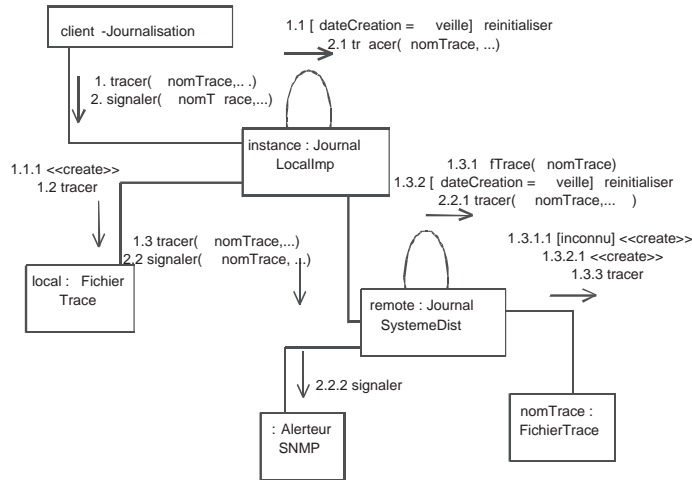 1.1 [ dateCreation = veille] reinitialiser
2.1 tr acer( nomTrace, ...)
client -Journalisation
1. tracer( nomTrace,.. .)
2. signaler( nomT race,...)
instance : Journal
LocalImp
1.1.1 <<create>>
1.2 tracer
1.3.1 fTrace( nomTrace)
1.3.2 [ dateCreation = veille] reinitialiser
2.2.1 tracer( nomTrace,... )
1.3 tracer( nomTrace,...)
2.2 signaler( nomTrace, ...)
1.3.1.1 [inconnu] <<create>>
1.3.2.1 <<create>>
1.3.3 tracer
local : Fichier
Trace
remote : Journal
SystemeDist
2.2.2 signaler
nomTrace :
FichierTrace
: Alerteur
SNMP